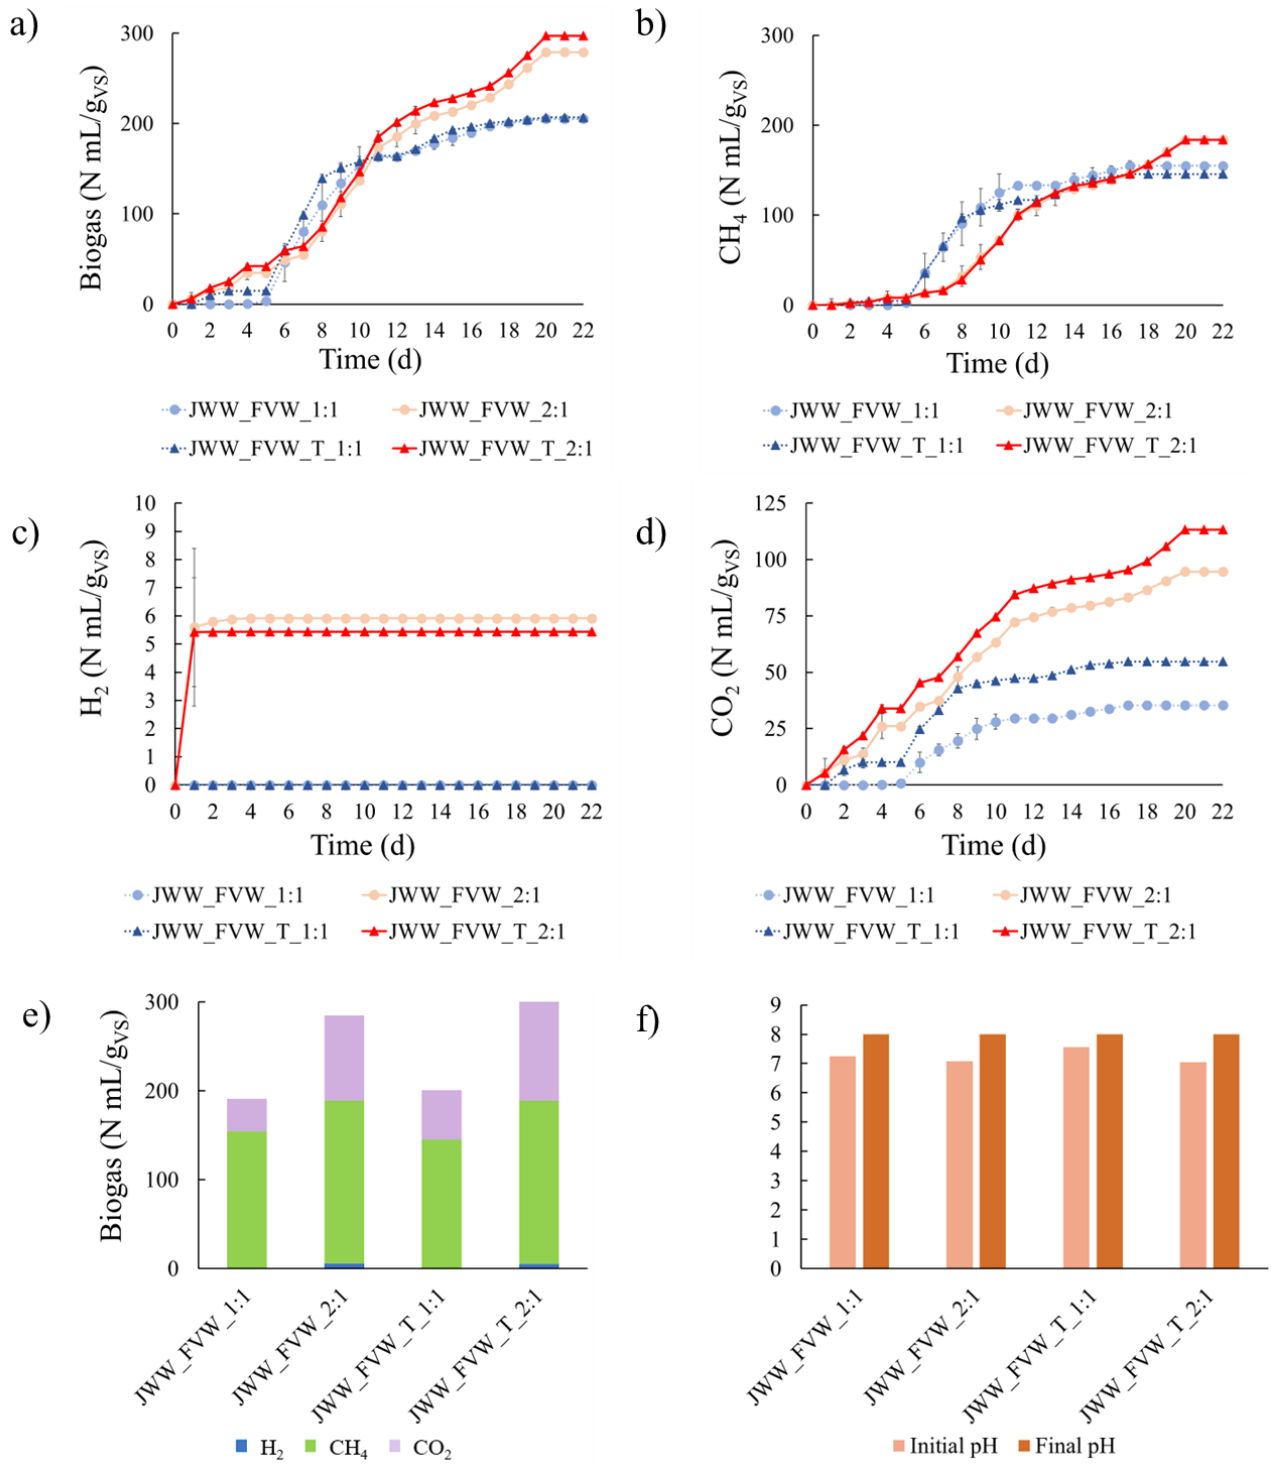 a)
Biogas (N mL/gVS)
300
200
100
0
0 2 4 6 8 10 12 14 16 18 20 22
Time (d)
JWW_FVW_1:1 JWW_FVW_2:1
JWW_FVW_T_1:1 JWW_FVW_T_2:1
b)
CH4 (N mL/gVS)
300
200
100
0
0 2 4 6 8 10 12 14 16 18 20 22
Time (d)
JWW_FVW_1:1 JWW_FVW_2:1
JWW_FVW_T_1:1 JWW_FVW_T_2:1
c)
H2 (N mL/gVS)
10
9
8
7
6
5
4
3
2
1
0
0 2 4 6 8 10 12 14 16 18 20 22
Time (d)
JWW_FVW_1:1 JWW_FVW_2:1
JWW_FVW_T_1:1 JWW_FVW_T_2:1
d)
CO2 (N mL/gVS)
125
100
75
50
25
0
0 2 4 6 8 10 12 14 16 18 20 22
Time (d)
JWW_FVW_1:1 JWW_FVW_2:1
JWW_FVW_T_1:1 JWW_FVW_T_2:1
e)
Biogas (N mL/gVS)
300
200
100
0
JWW_FVW_1:1
JWW_FVW_2:1
JWW_FVW_T_1:1
JWW_FVW_T_2:1
H2 CH4 CO2
f)
9
8
7
6
5
4
3
2
1
0
JWW_FVW_1:1
JWW_FVW_2:1
JWW_FVW_T_1:1
JWW_FVW_T_2:1
Initial pH Final pH